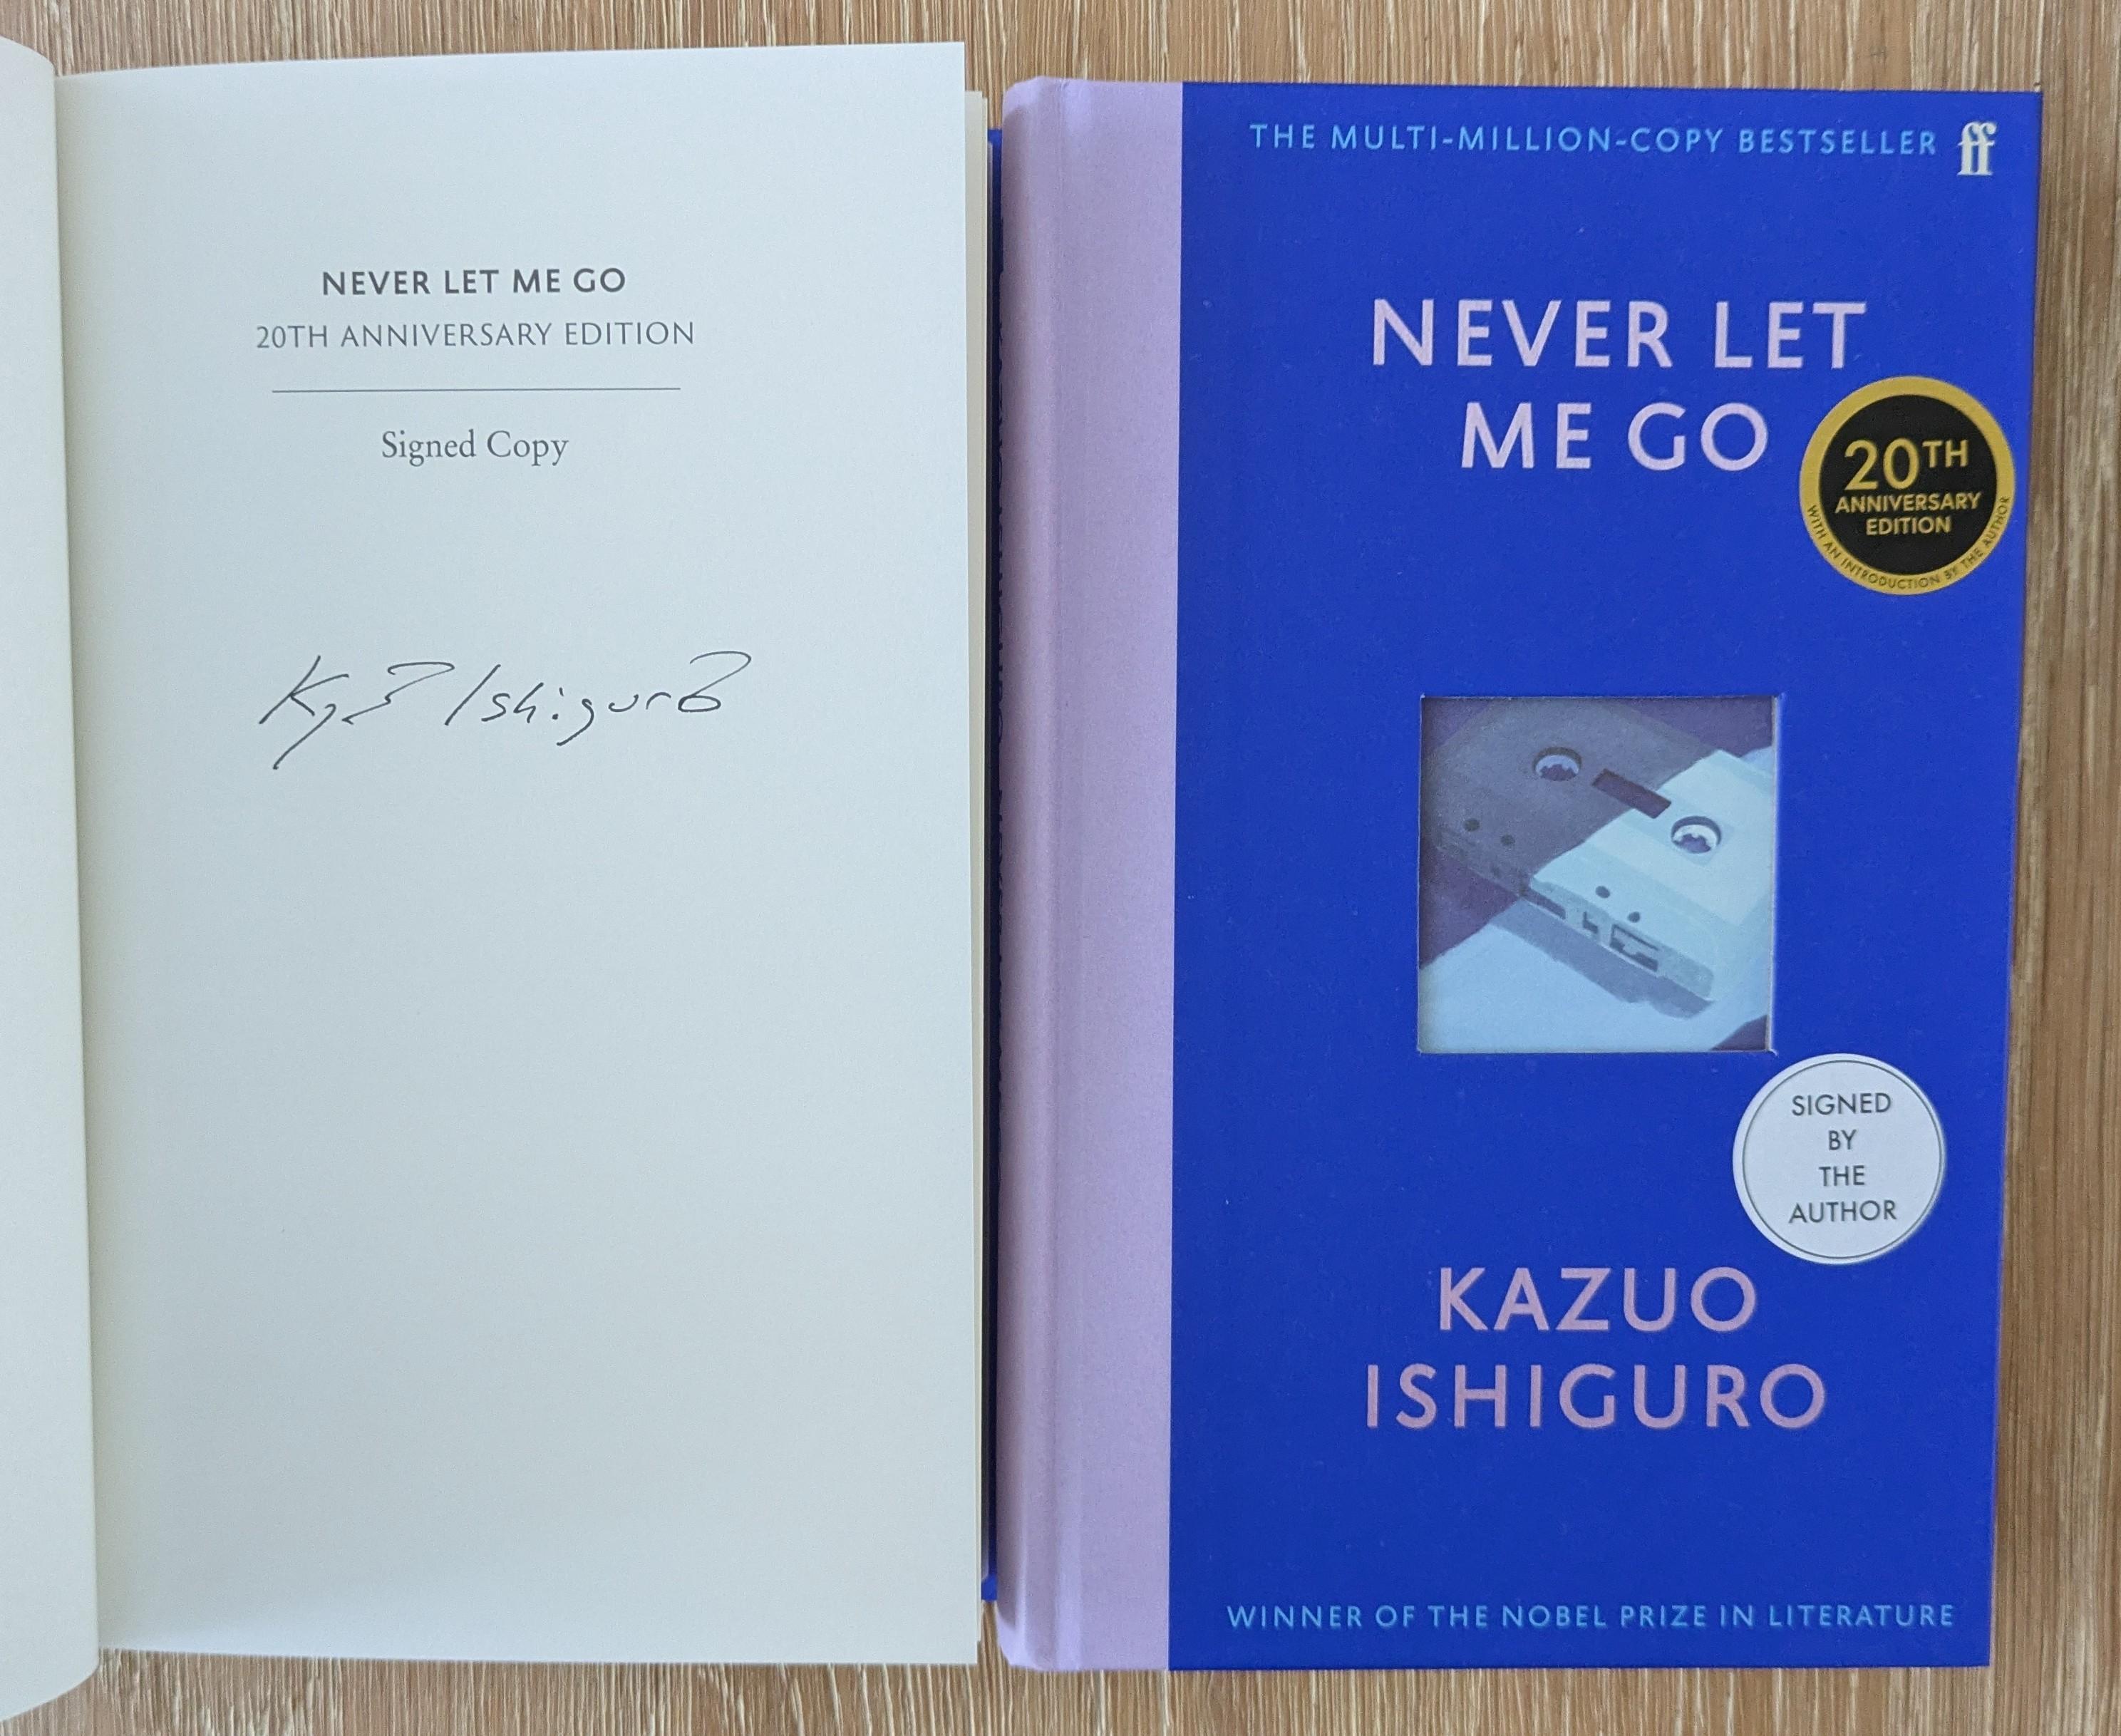 NEVER LET ME GO
20TH ANNIVERSARY EDITION
Signed Copy
Kazuo Ishiguro
THE MULTI-MILLION-COPY BESTSELLER ff
NEVER LET
ME GO
20TH
ANNIVERSARY
EDITION
WITH AN INTRODUCTION BY THE AUTHOR
SIGNED
BY
THE
AUTHOR
KAZUO
ISHIGURO
WINNER OF THE NOBEL PRIZE IN LITERATURE